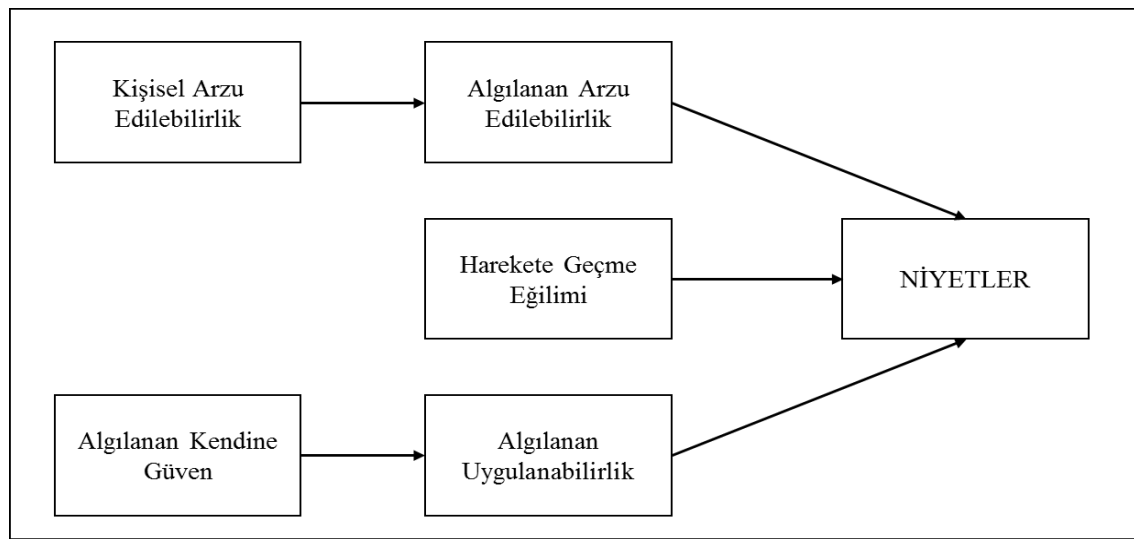 Kişisel Arzu
Edilebilirlik
Algılanan Arzu
Edilebilirlik
Harekete Geçme
Eğilimi
NİYETLER
Algılanan Kendine
Güven
Algılanan
Uygulanabilirlik